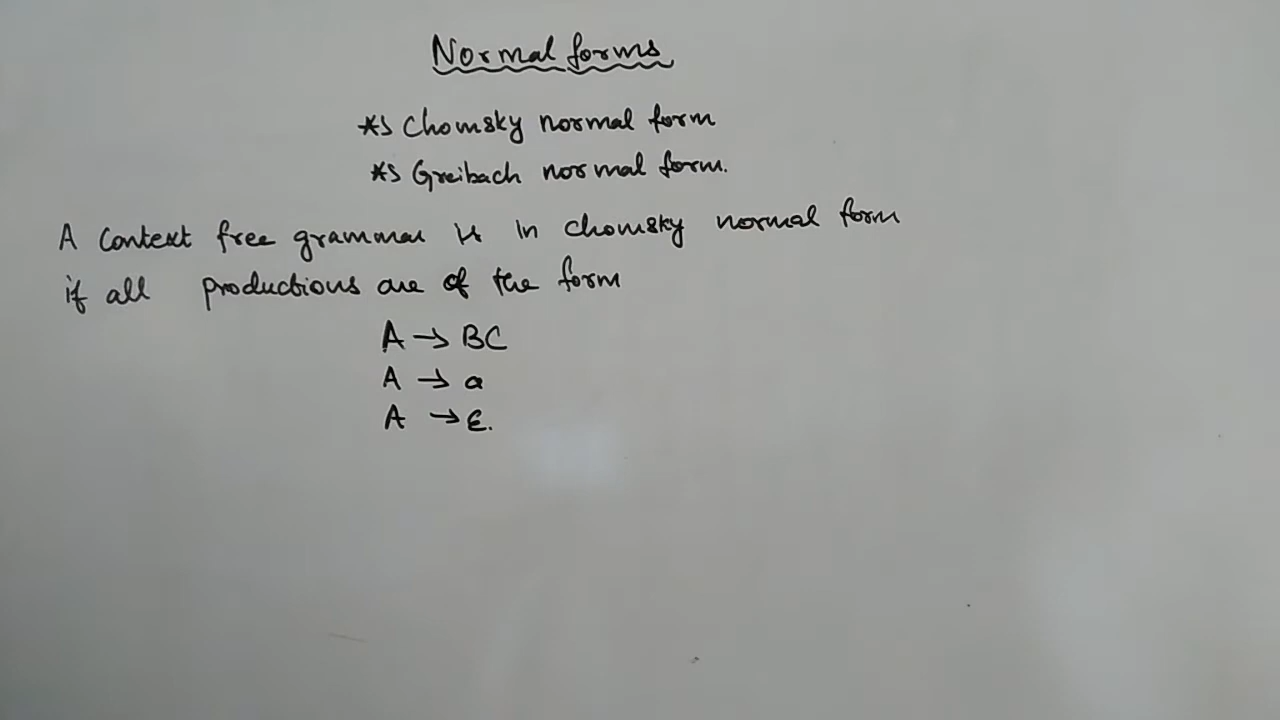 Normal forms
*) Chomsky normal form
*) Greibach normal form.
A Context free grammar is in chomsky normal form
if all productions are of the form
A → BC
A → a
A → ε.